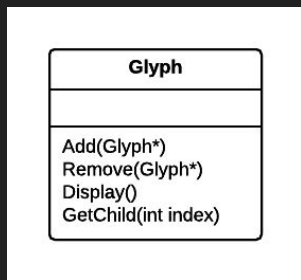 Glyph
Add(Glyph*)
Remove(Glyph*)
Display()
GetChild(int index)